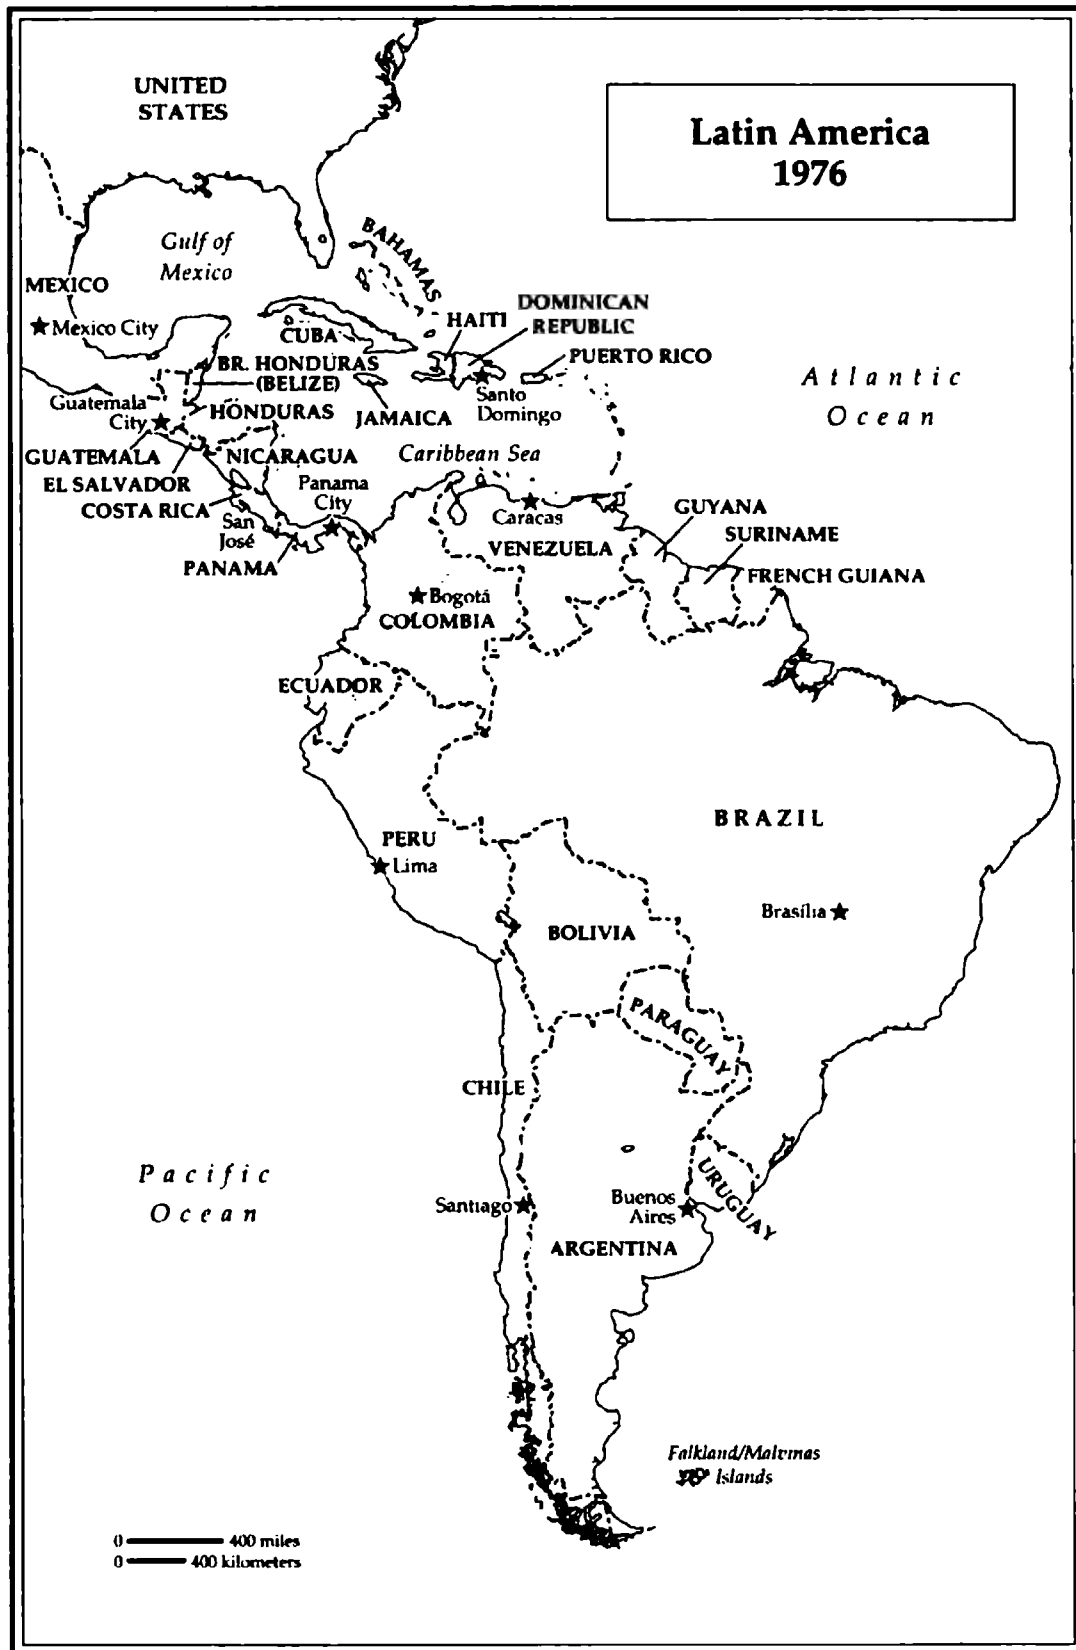 Latin America
1976
UNITED
STATES
Gulf of
Mexico
BAHAMAS
MEXICO
Mexico City
CUBA
HAITI
DOMINICAN
REPUBLIC
PUERTO RICO
BR. HONDURAS
(BELIZE)
Santo
Domingo
Atlantic
Ocean
Guatemala
City
HONDURAS
JAMAICA
GUATEMALA
NICARAGUA
Caribbean Sea
EL SALVADOR
Panama
City
COSTA RICA
San
José
PANAMA
Caracas
VENEZUELA
GUYANA
SURINAME
FRENCH GUIANA
Bogotá
COLOMBIA
ECUADOR
BRAZIL
PERU
Lima
Brasília
BOLIVIA
PARAGUAY
CHILE
Pacific
Ocean
Santiago
Buenos
Aires
URUGUAY
ARGENTINA
Falkland/Malvinas
Islands
0 400 miles
0 400 kilometers